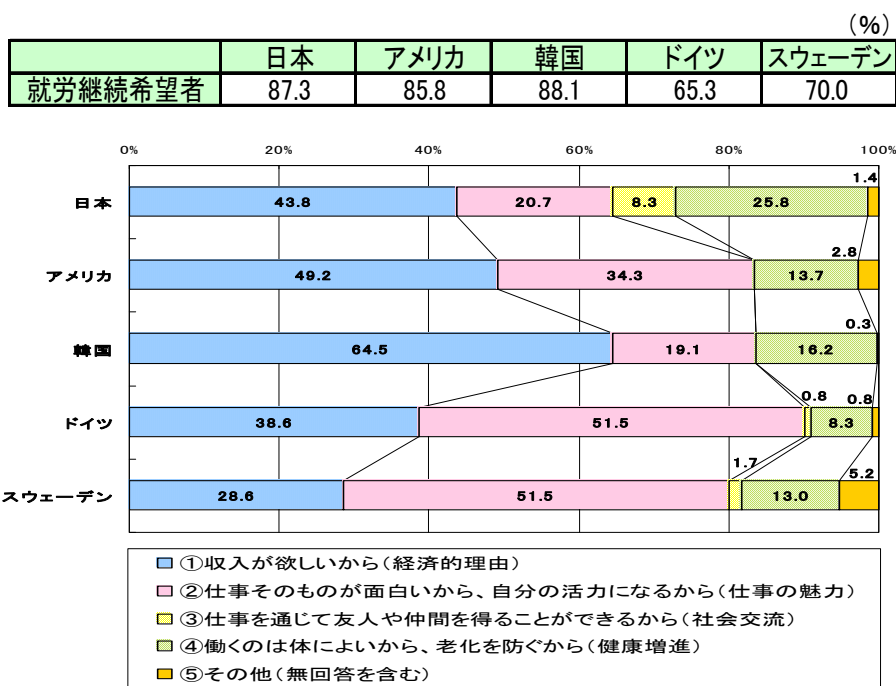 (%)
日本 アメリカ 韓国 ドイツ スウェーデン
就労継続希望者 87.3 85.8 88.1 65.3 70.0
0% 20% 40% 60% 80% 100%
1.4
日本 43.8 20.7 8.3 25.8
2.8
アメリカ 49.2 34.3 13.7
0.3
韓国 64.5 19.1 16.2
0.8 0.8
ドイツ 38.6 51.5 8.3
1.7 5.2
スウェーデン 28.6 51.5 13.0
①収入が欲しいから(経済的理由)
②仕事そのものが面白いから、自分の活力になるから(仕事の魅力)
③仕事を通じて友人や仲間を得ることができるから(社会交流)
④働くのは体によいから、老化を防ぐから(健康増進)
⑤その他(無回答を含む)